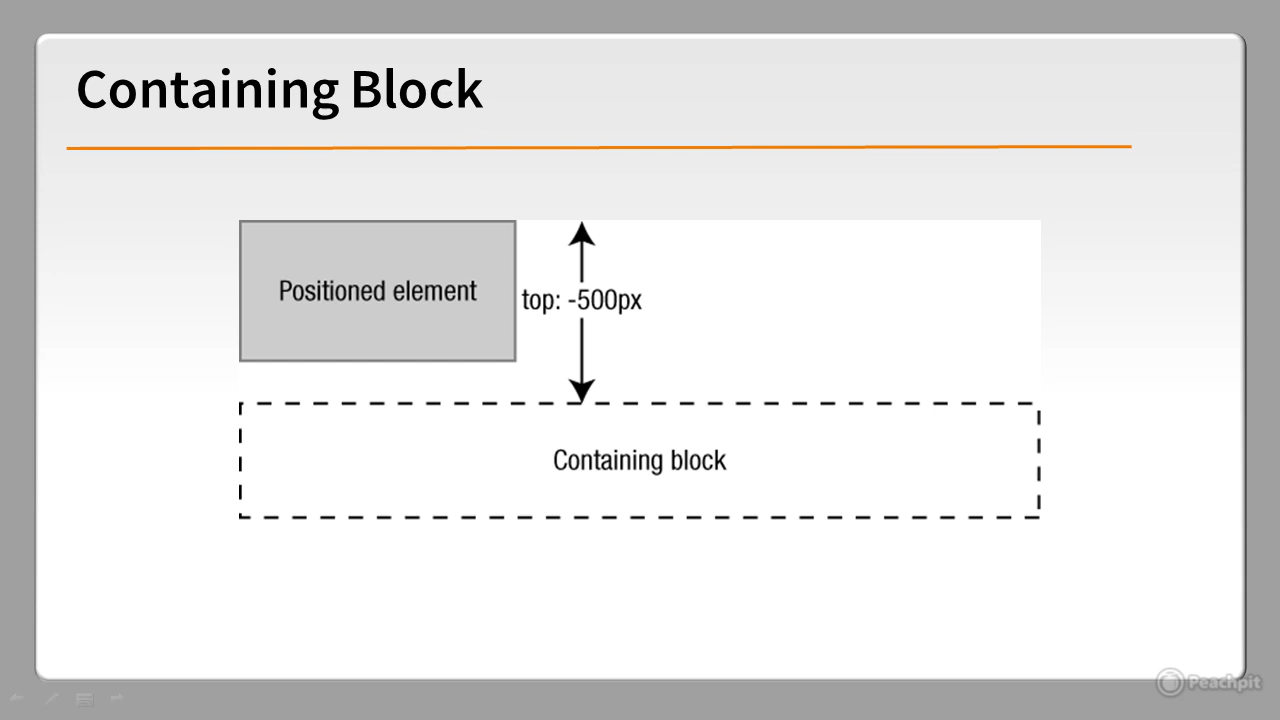 Containing Block
Positioned element
top: -500px
Containing block
Peachpit